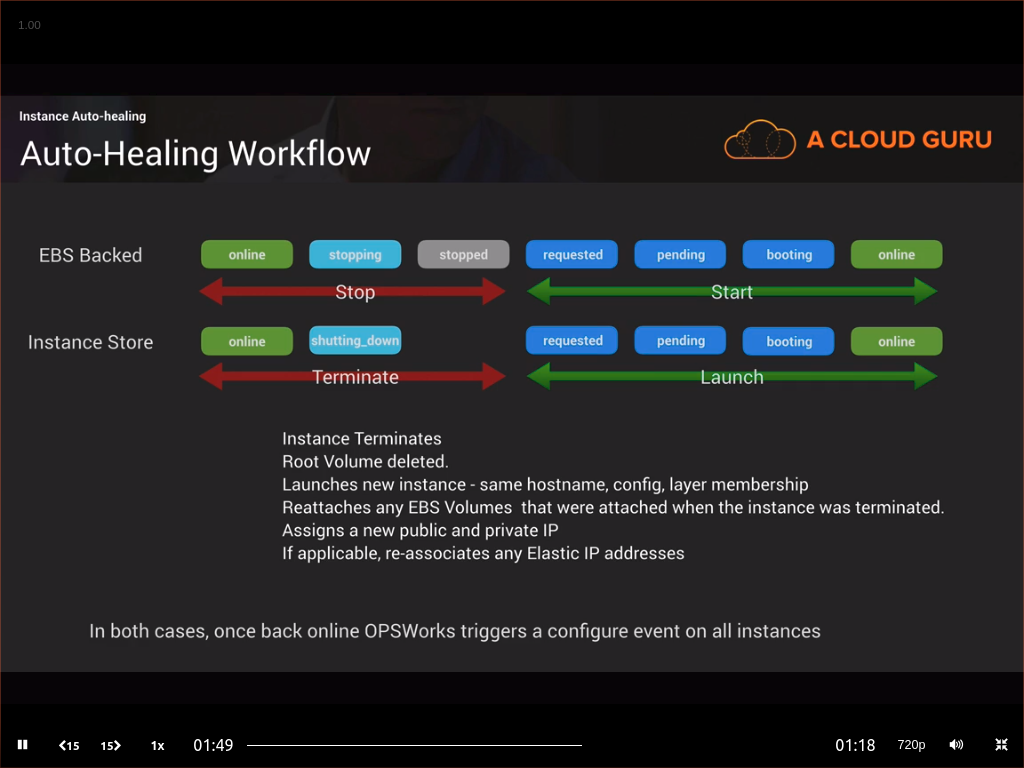 1.00
Instance Auto-healing
Auto-Healing Workflow
A CLOUD GURU
EBS Backed
online stopping stopped requested pending booting online
Stop Start
Instance Store
online shutting_down requested pending booting online
Terminate Launch
Instance Terminates
Root Volume deleted.
Launches new instance - same hostname, config, layer membership
Reattaches any EBS Volumes that were attached when the instance was terminated.
Assigns a new public and private IP
If applicable, re-associates any Elastic IP addresses
In both cases, once back online OPSWorks triggers a configure event on all instances
15 15 1x 01:49 01:18 720p